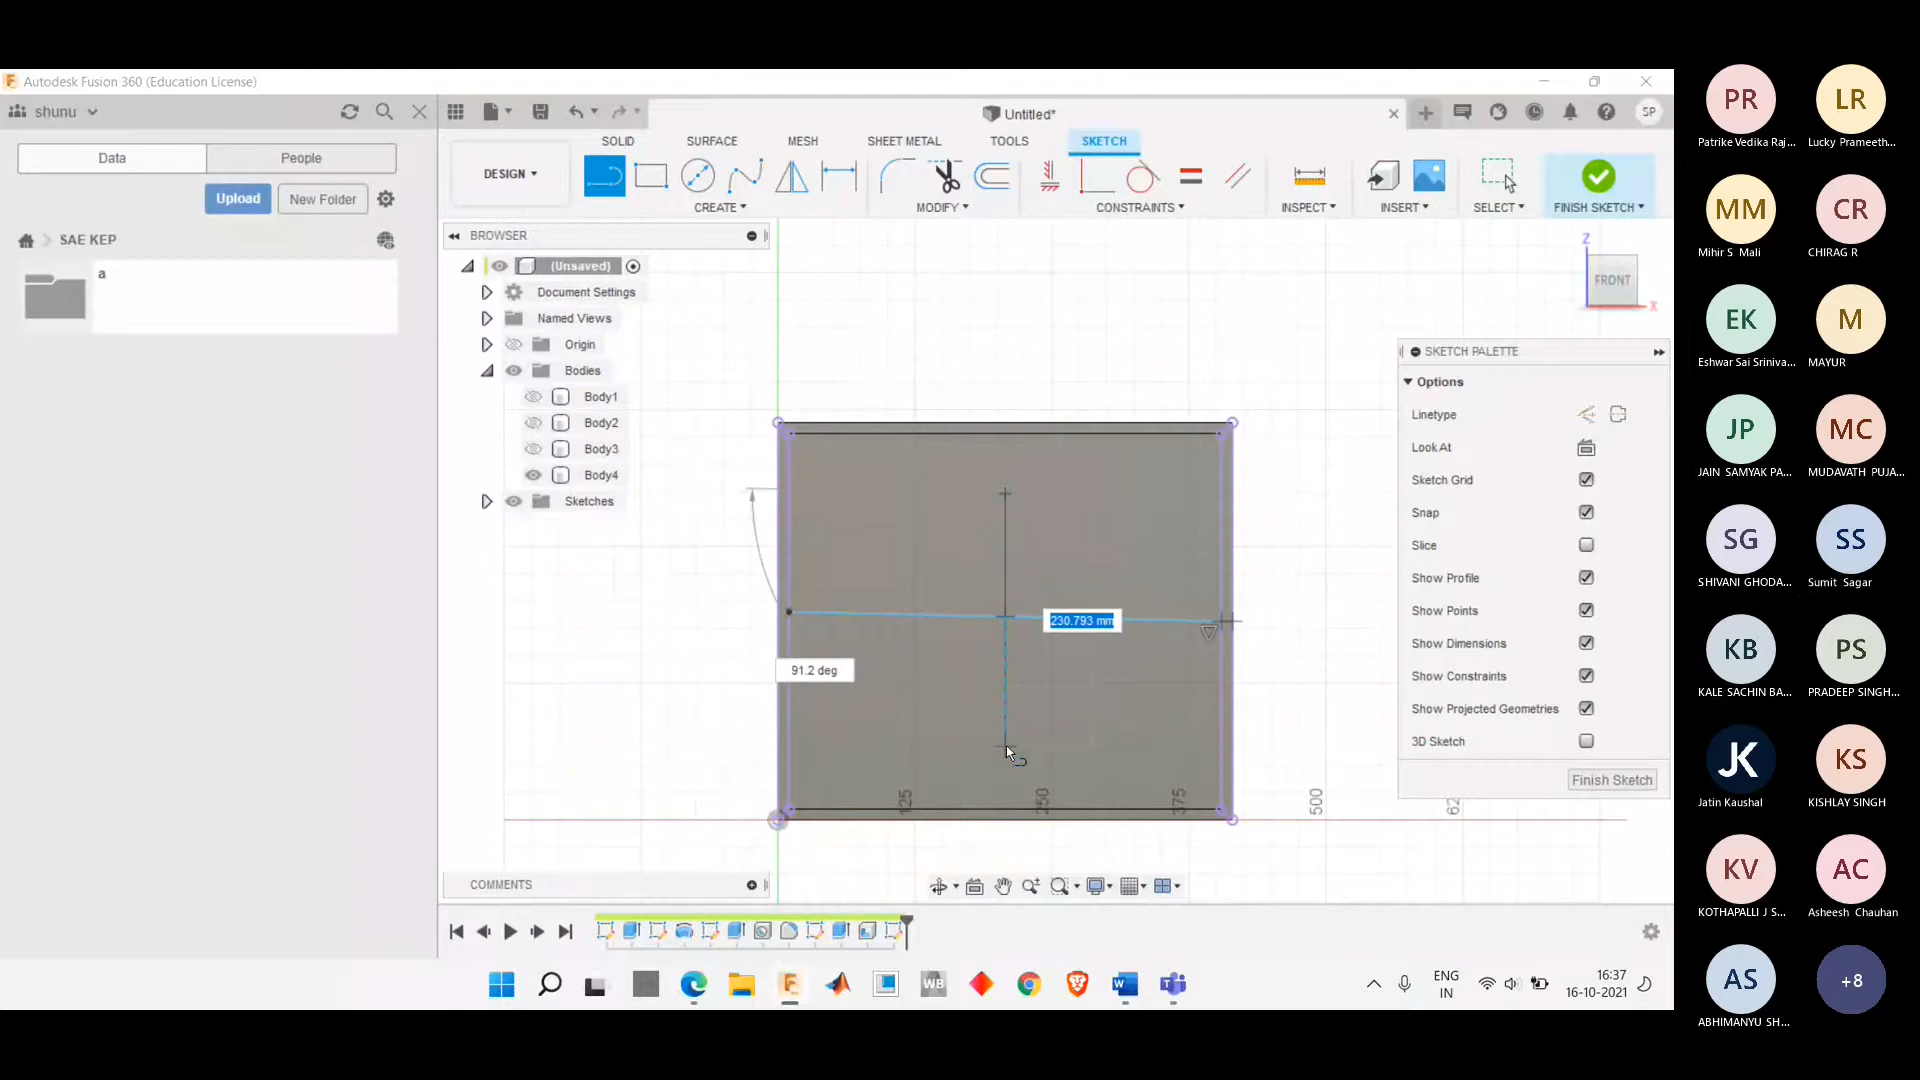 Autodesk Fusion 360 (Education License)
shunu
Untitled*
SP
Data
People
Upload
New Folder
SAE KEP
a
SOLID
SURFACE
MESH
SHEET METAL
TOOLS
SKETCH
DESIGN
CREATE
MODIFY
CONSTRAINTS
INSPECT
INSERT
SELECT
FINISH SKETCH
BROWSER
(Unsaved)
Document Settings
Named Views
Origin
Bodies
Body1
Body2
Body3
Body4
Sketches
Z
FRONT
X
230.793 mm
91.2 deg
125
250
375
500
SKETCH PALETTE
Options
Linetype
Look At
Sketch Grid
Snap
Slice
Show Profile
Show Points
Show Dimensions
Show Constraints
Show Projected Geometries
3D Sketch
Finish Sketch
COMMENTS
WB
ENG
IN
16:37
16-10-2021
PR
Patrike Vedika Raj...
LR
Lucky Prameeth...
MM
Mihir S Mali
CR
CHIRAG R
EK
Eshwar Sai Sriniva...
M
MAYUR
JP
JAIN SAMYAK PA...
MC
MUDAVATH PUJA...
SG
SHIVANI GHODA...
SS
Sumit Sagar
KB
KALE SACHIN BA...
PS
PRADEEP SINGH...
JK
Jatin Kaushal
KS
KISHLAY SINGH
KV
KOTHAPALLI J S...
AC
Asheesh Chauhan
AS
ABHIMANYU SH...
+8